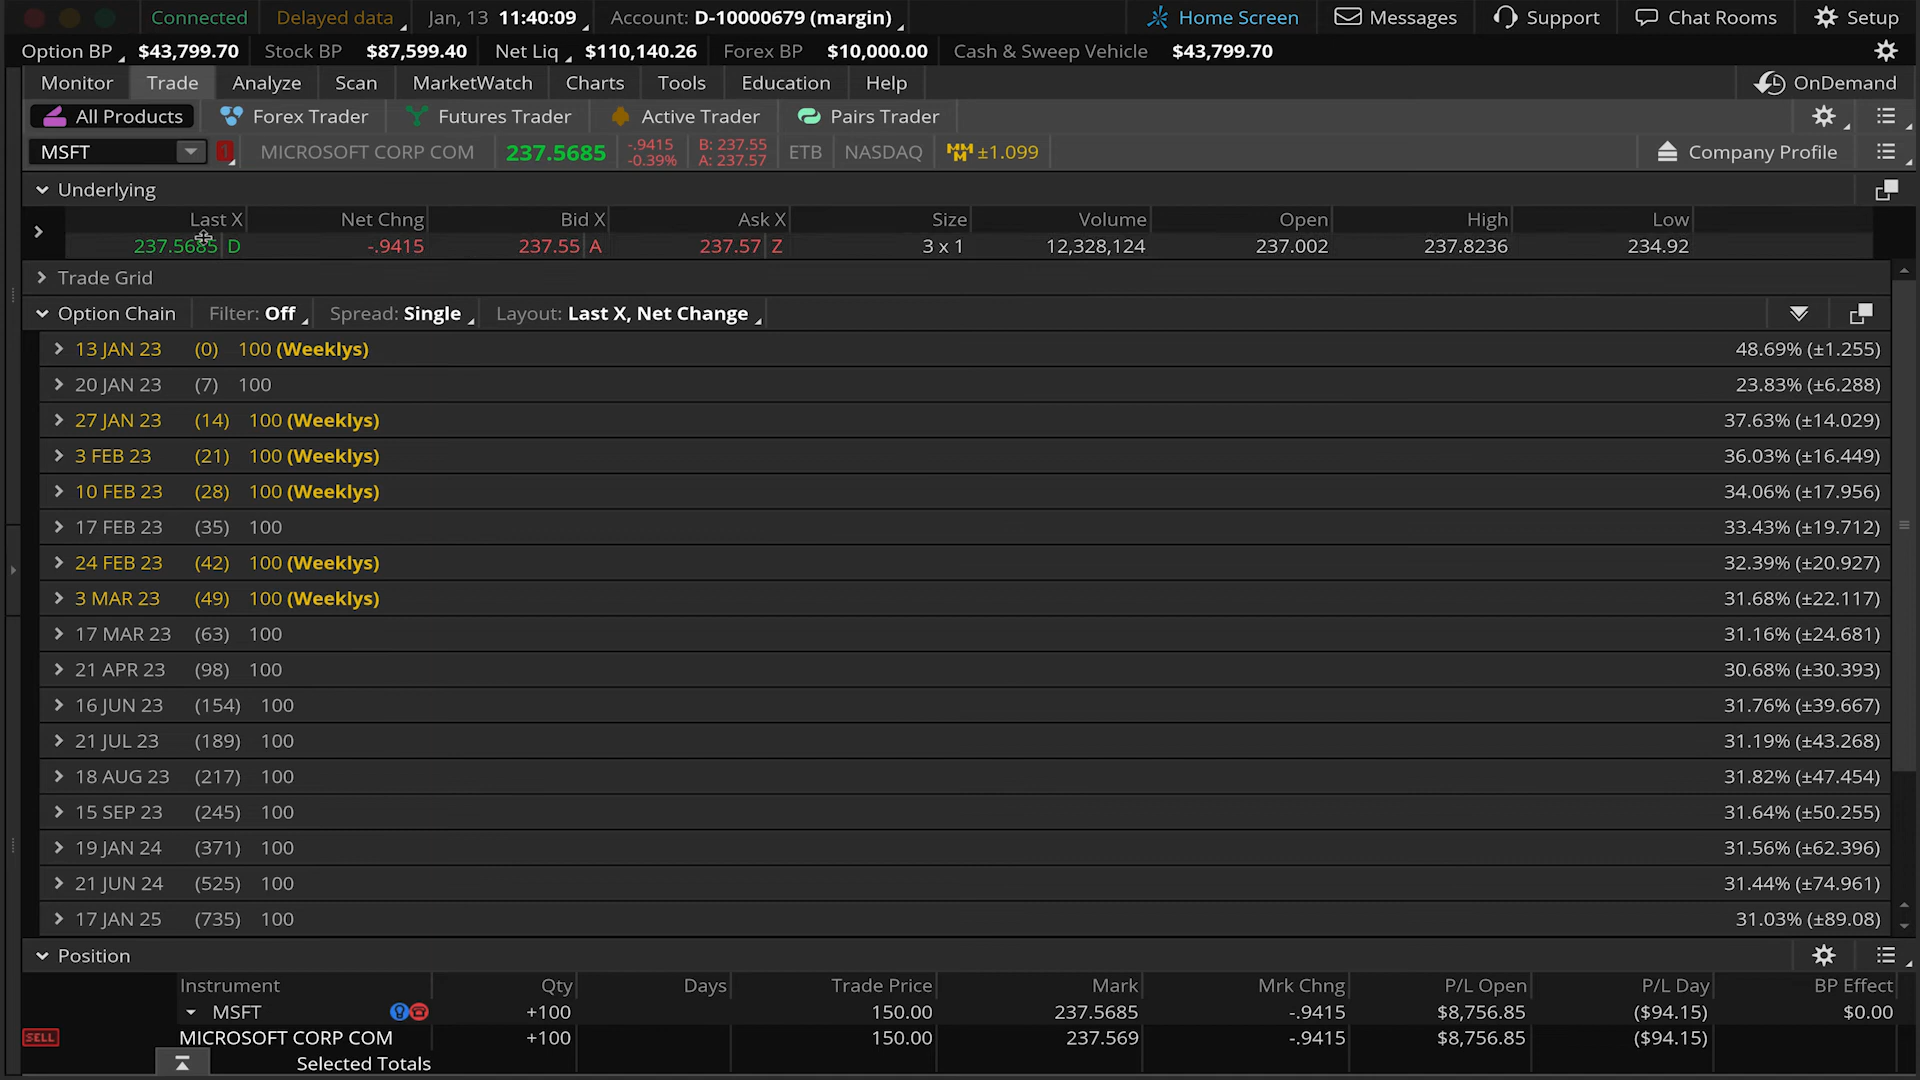 Connected Delayed data Jan, 13 11:40:09 Account: D-10000679 (margin) Home Screen Messages Support Chat Rooms Setup
Option BP $43,799.70 Stock BP $87,599.40 Net Liq $110,140.26 Forex BP $10,000.00 Cash & Sweep Vehicle $43,799.70
Monitor Trade Analyze Scan MarketWatch Charts Tools Education Help OnDemand
All Products Forex Trader Futures Trader Active Trader Pairs Trader
MSFT 1 MICROSOFT CORP COM 237.5685 -.9415 -0.39% B: 237.55 A: 237.57 ETB NASDAQ ±1.099 Company Profile
Underlying
Last X Net Chng Bid X Ask X Size Volume Open High Low
237.5685 D -.9415 237.55 A 237.57 Z 3 x 1 12,328,124 237.002 237.8236 234.92
Trade Grid
Option Chain Filter: Off Spread: Single Layout: Last X, Net Change
13 JAN 23 (0) 100 (Weeklys) 48.69% (±1.255)
20 JAN 23 (7) 100 23.83% (±6.288)
27 JAN 23 (14) 100 (Weeklys) 37.63% (±14.029)
3 FEB 23 (21) 100 (Weeklys) 36.03% (±16.449)
10 FEB 23 (28) 100 (Weeklys) 34.06% (±17.956)
17 FEB 23 (35) 100 33.43% (±19.712)
24 FEB 23 (42) 100 (Weeklys) 32.39% (±20.927)
3 MAR 23 (49) 100 (Weeklys) 31.68% (±22.117)
17 MAR 23 (63) 100 31.16% (±24.681)
21 APR 23 (98) 100 30.68% (±30.393)
16 JUN 23 (154) 100 31.76% (±39.667)
21 JUL 23 (189) 100 31.19% (±43.268)
18 AUG 23 (217) 100 31.82% (±47.454)
15 SEP 23 (245) 100 31.64% (±50.255)
19 JAN 24 (371) 100 31.56% (±62.396)
21 JUN 24 (525) 100 31.44% (±74.961)
17 JAN 25 (735) 100 31.03% (±89.08)
Position
Instrument Qty Days Trade Price Mark Mrk Chng P/L Open P/L Day BP Effect
MSFT +100 150.00 237.5685 -.9415 $8,756.85 ($94.15) $0.00
SELL MICROSOFT CORP COM +100 150.00 237.569 -.9415 $8,756.85 ($94.15)
Selected Totals